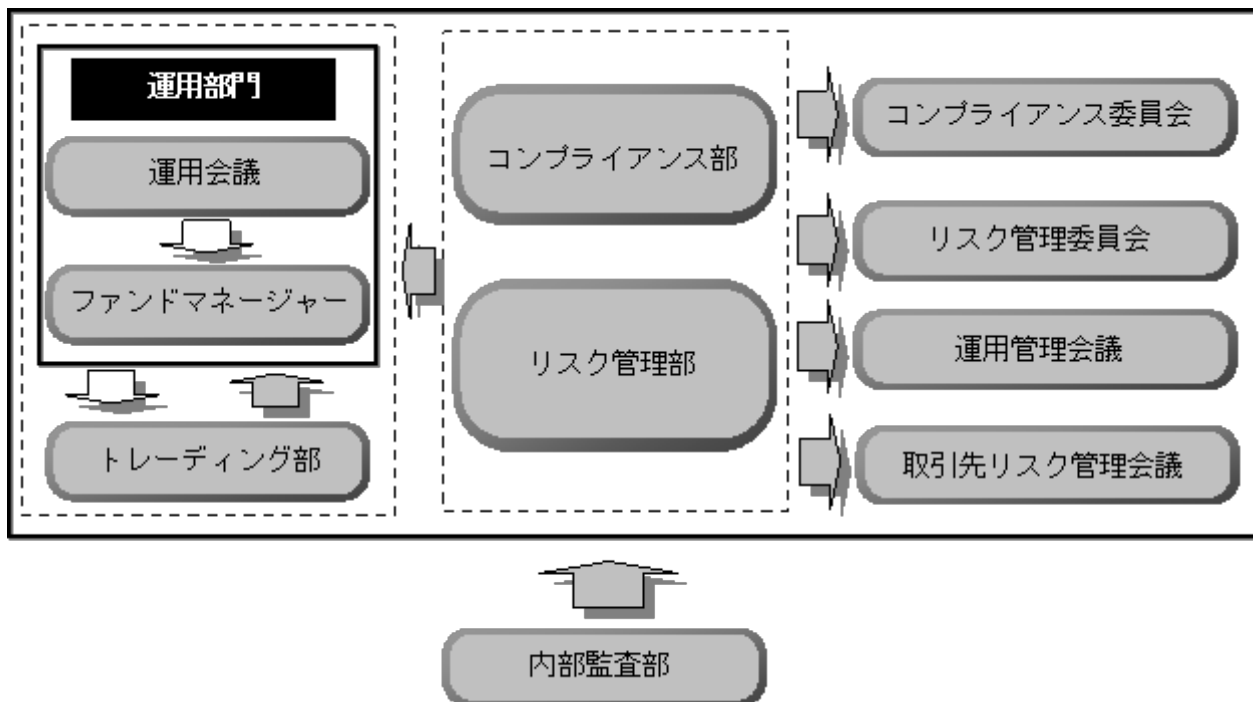 運用部門
運用会議
ファンドマネージャー
トレーディング部
コンプライアンス部
リスク管理部
コンプライアンス委員会
リスク管理委員会
運用管理会議
取引先リスク管理会議
内部監査部